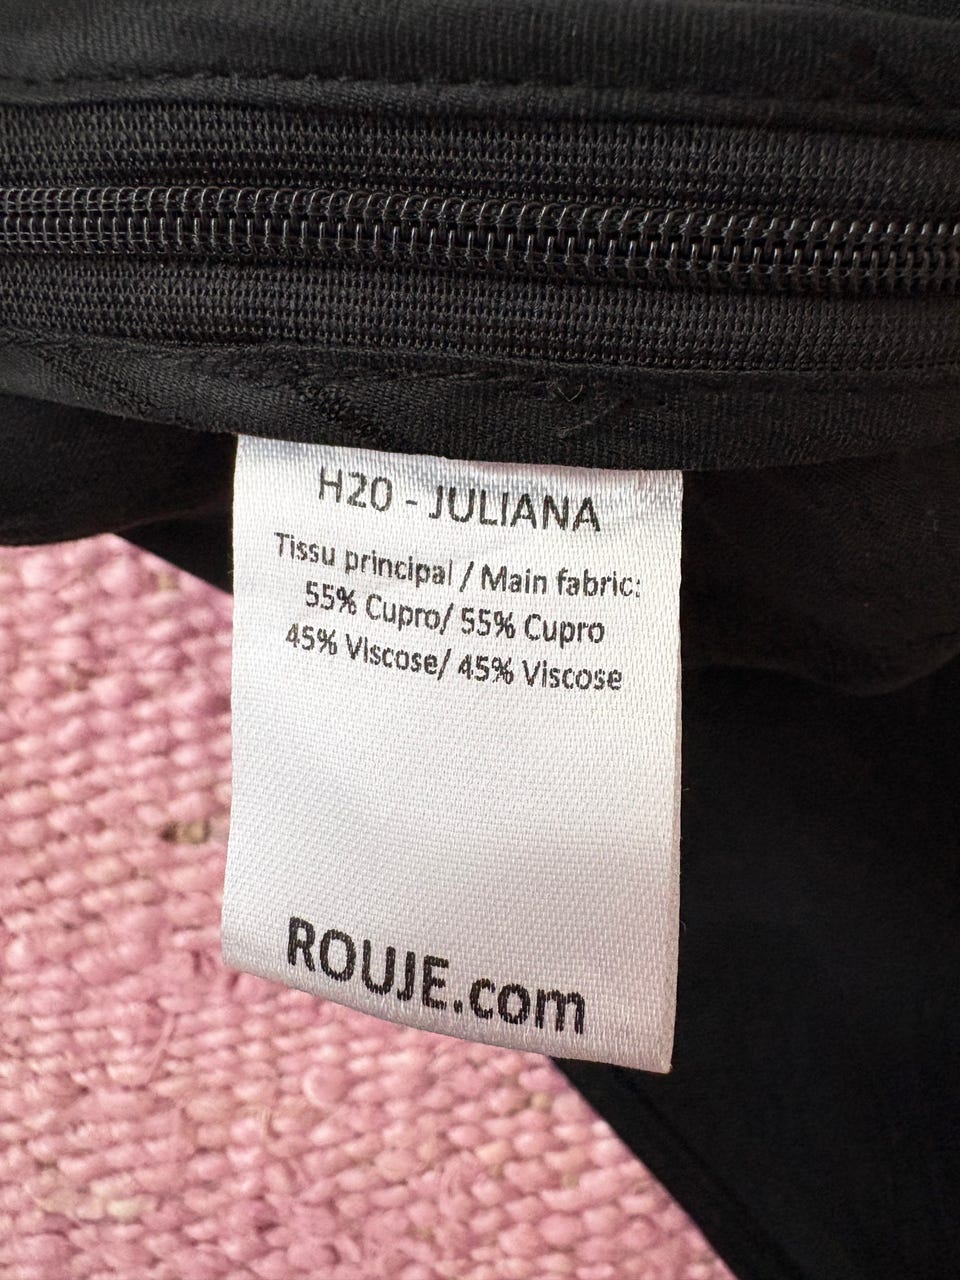 H20 - JULIANA
Tissu principal / Main fabric:
55% Cupro/ 55% Cupro
45% Viscose/ 45% Viscose
ROUJE.com